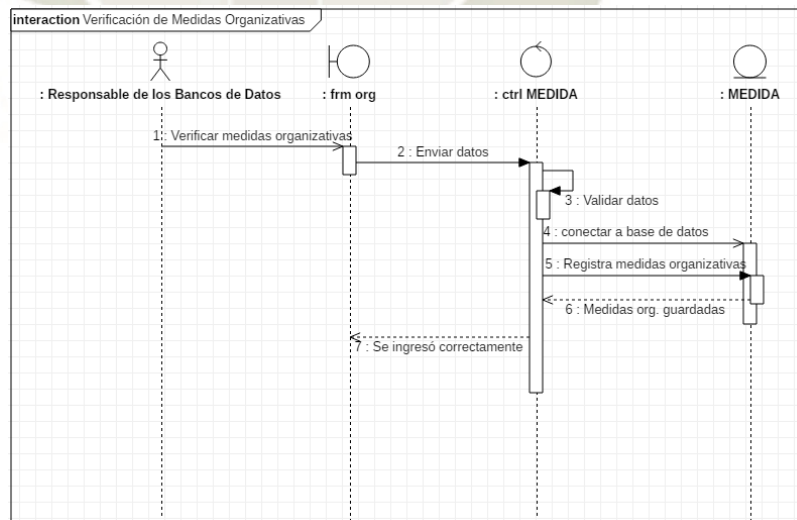 interaction Verificación de Medidas Organizativas
: Responsable de los Bancos de Datos
: frm org
: ctrl MEDIDA
: MEDIDA
1 : Verificar medidas organizativas
2 : Enviar datos
3 : Validar datos
4 : conectar a base de datos
5 : Registra medidas organizativas
6 : Medidas org. guardadas
7 : Se ingresó correctamente